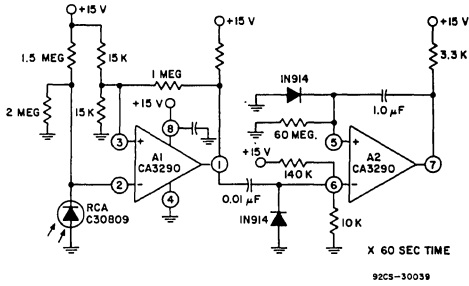 +15 V
+15 V
+15 V
1.5 MEG
15 K
3.3 K
1 MEG
1N914
1.0 µF
2 MEG
15K
+15 V
60 MEG.
8
3
+
A1
CA3290
1
5
+
A2
CA3290
7
+15 V
140 K
2
−
4
0.01 µF
6
−
RCA
C30809
1N914
10 K
X 60 SEC TIME
92CS-30039